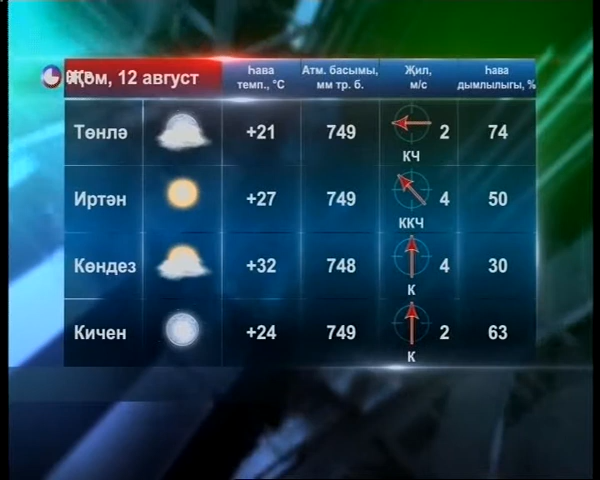 Җом, 12 август
Һава темп., °С
Атм. басымы, мм тр. б.
Җил, м/с
Һава дымлылыгы, %
Төнлә +21 749 2 74
КЧ
Иртән +27 749 4 50
ККЧ
Көндез +32 748 4 30
К
Кичен +24 749 2 63
К